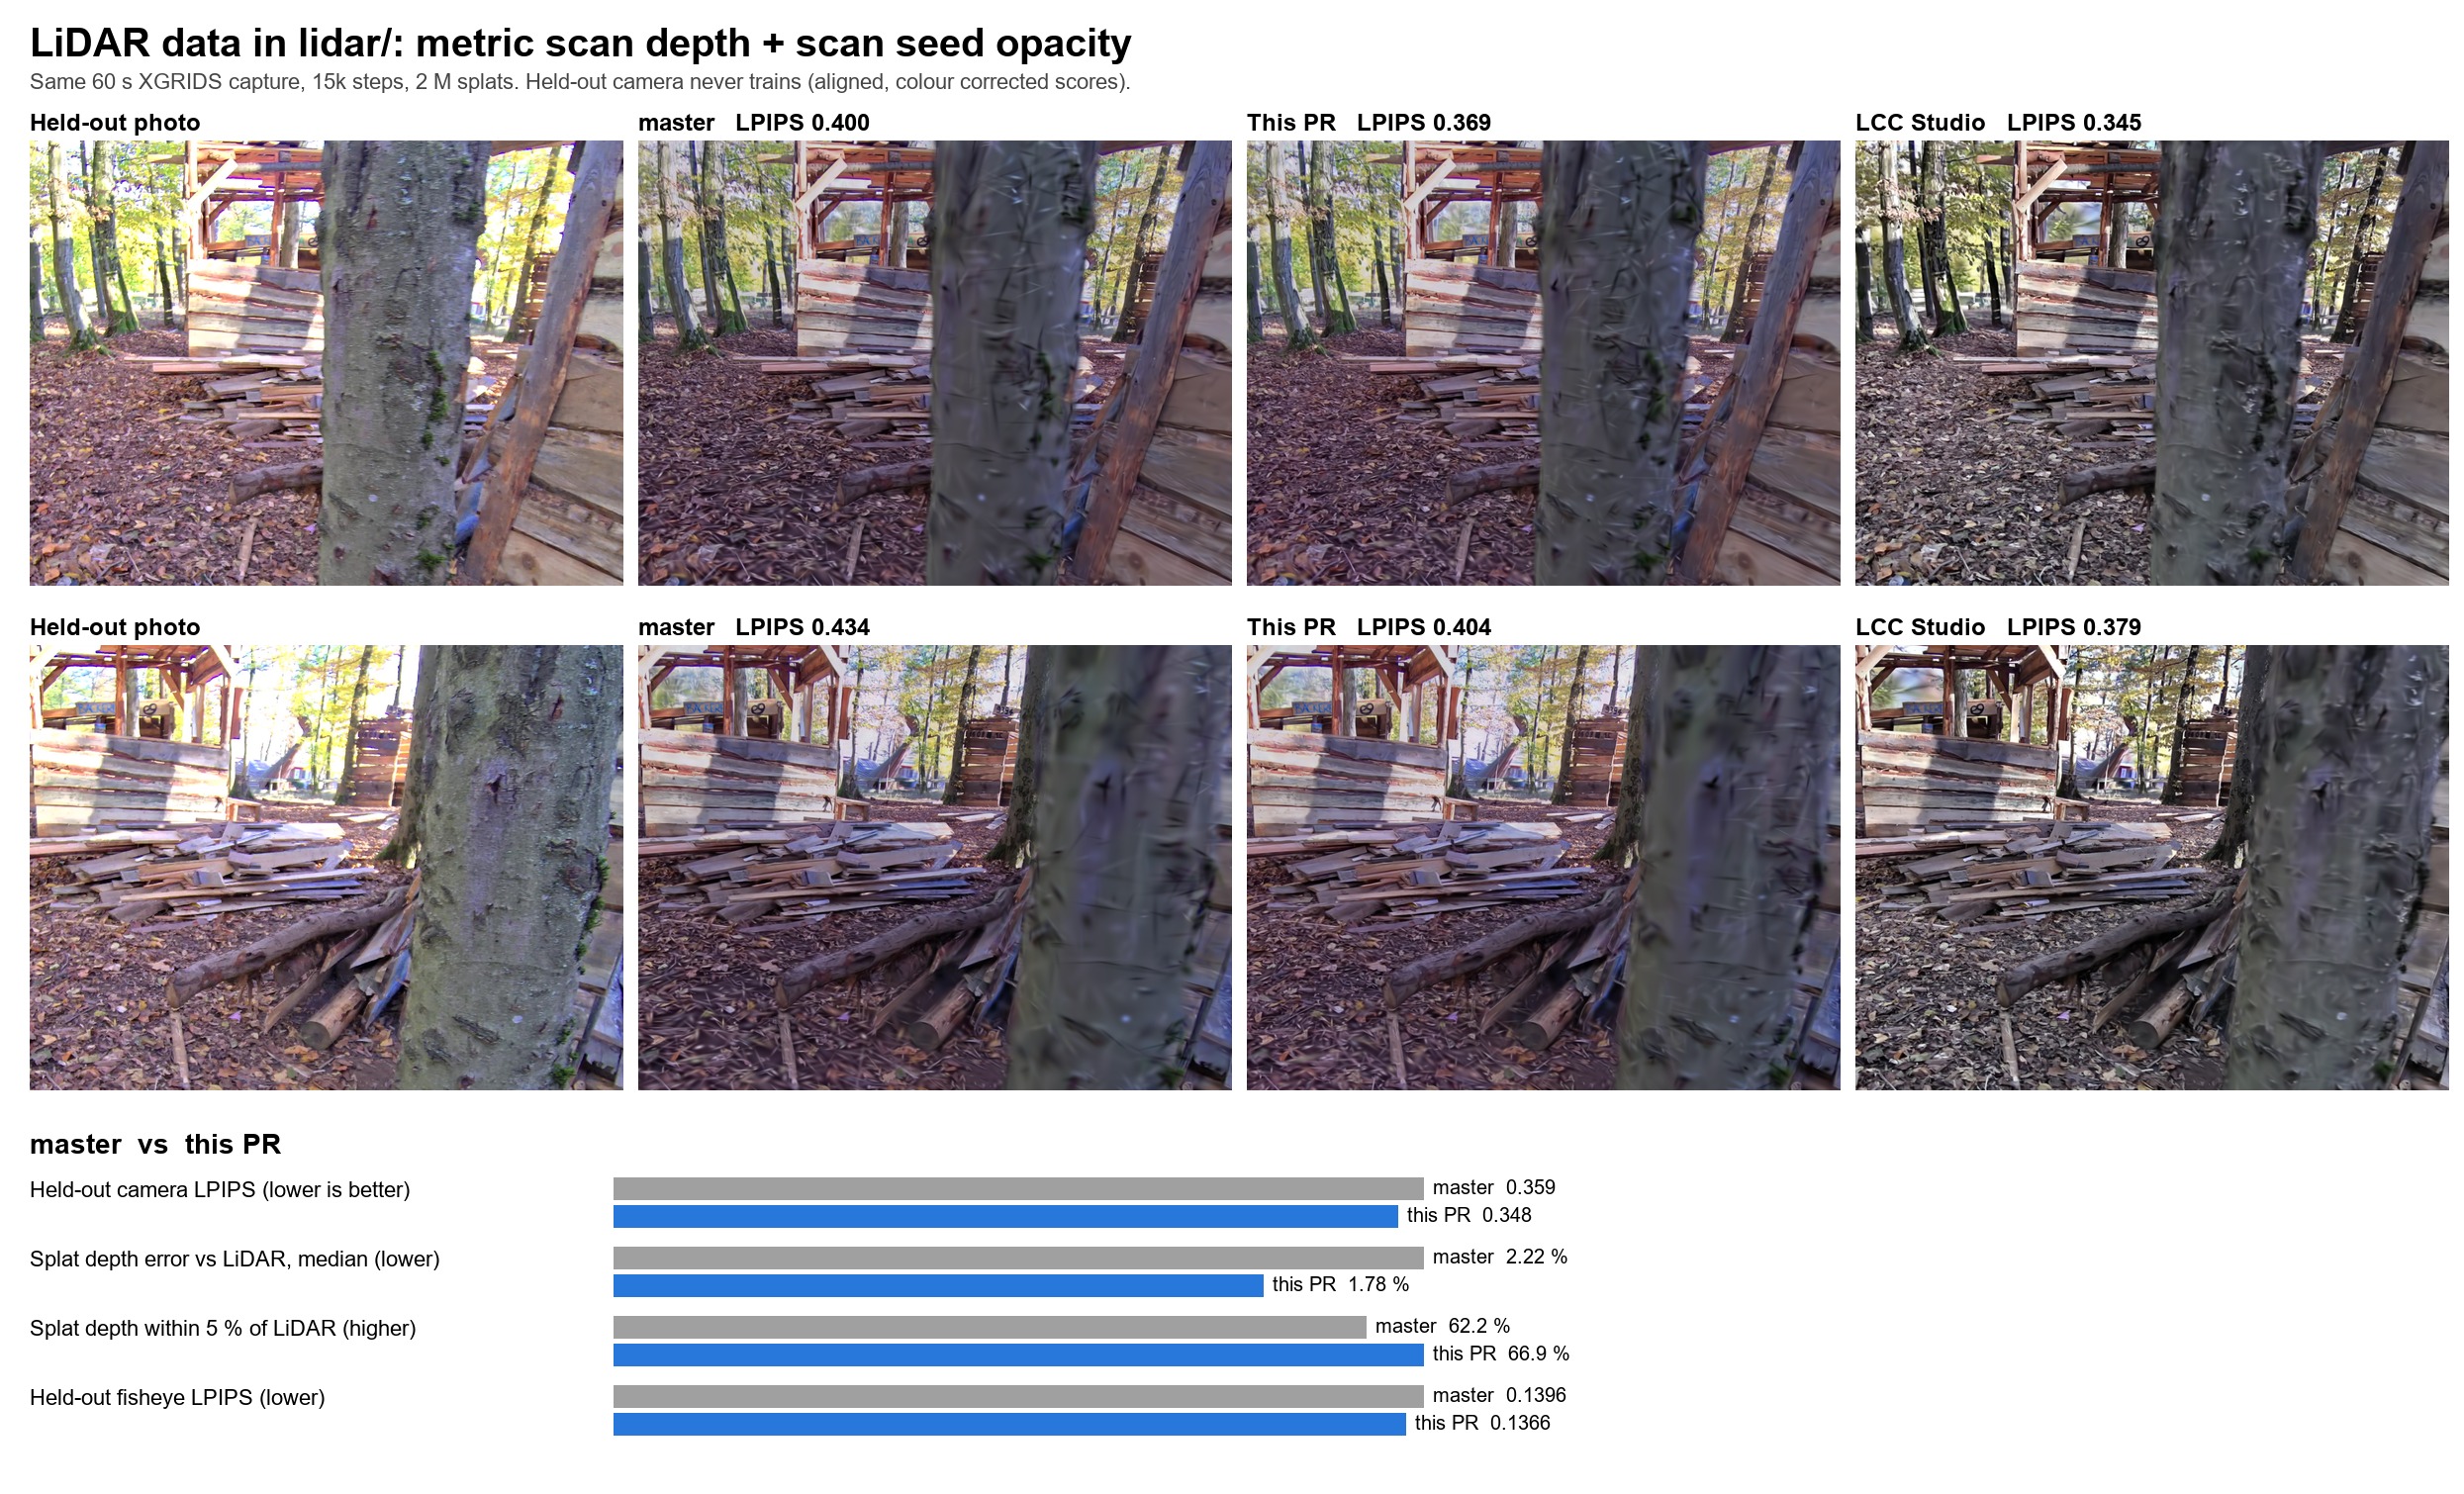 LiDAR data in lidar/: metric scan depth + scan seed opacity
Same 60 s XGRIDS capture, 15k steps, 2 M splats. Held-out camera never trains (aligned, colour corrected scores).
Held-out photo
master LPIPS 0.400
This PR LPIPS 0.369
LCC Studio LPIPS 0.345
Held-out photo
master LPIPS 0.434
This PR LPIPS 0.404
LCC Studio LPIPS 0.379
master vs this PR
Held-out camera LPIPS (lower is better)
master 0.359
this PR 0.348
Splat depth error vs LiDAR, median (lower)
master 2.22 %
this PR 1.78 %
Splat depth within 5 % of LiDAR (higher)
master 62.2 %
this PR 66.9 %
Held-out fisheye LPIPS (lower)
master 0.1396
this PR 0.1366